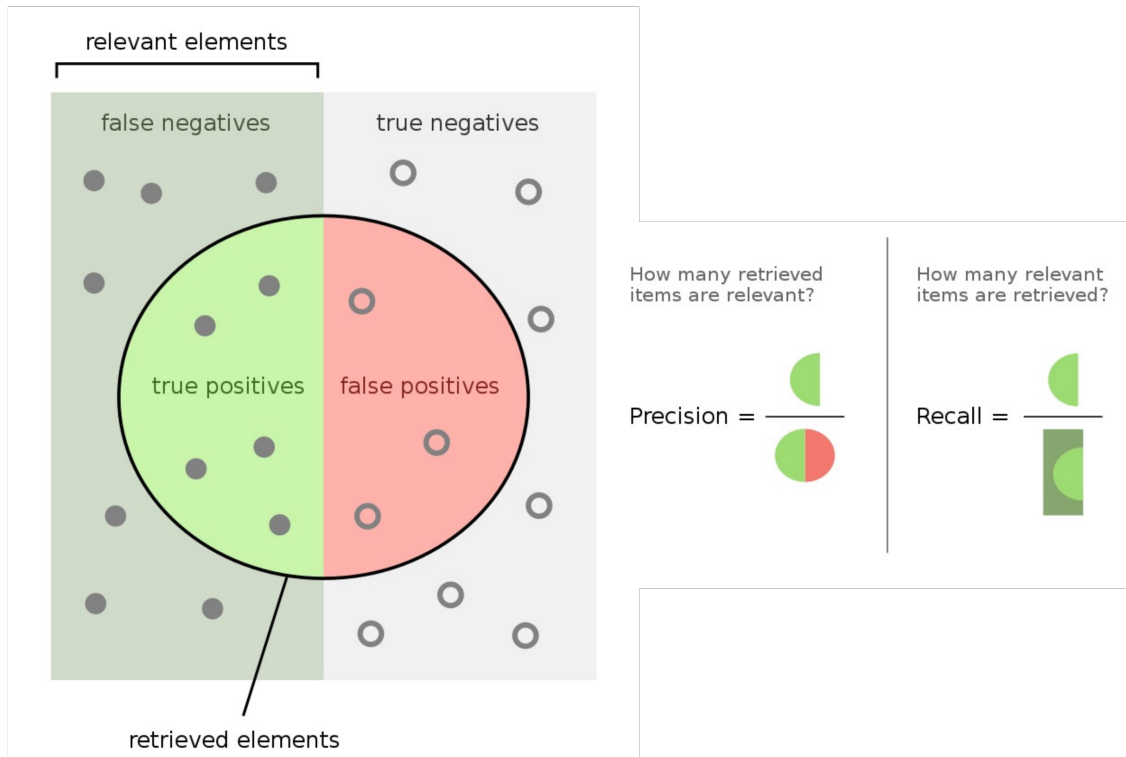 relevant elements
false negatives
true negatives
true positives
false positives
retrieved elements
How many retrieved
items are relevant?
Precision =
How many relevant
items are retrieved?
Recall =